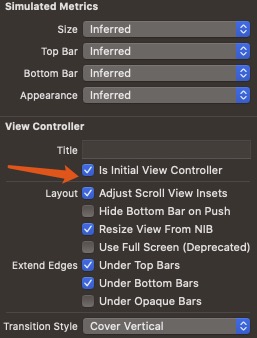 Simulated Metrics
Size Inferred
Top Bar Inferred
Bottom Bar Inferred
Appearance Inferred
View Controller
Title
Is Initial View Controller
Layout Adjust Scroll View Insets
Hide Bottom Bar on Push
Resize View From NIB
Use Full Screen (Deprecated)
Extend Edges Under Top Bars
Under Bottom Bars
Under Opaque Bars
Transition Style Cover Vertical